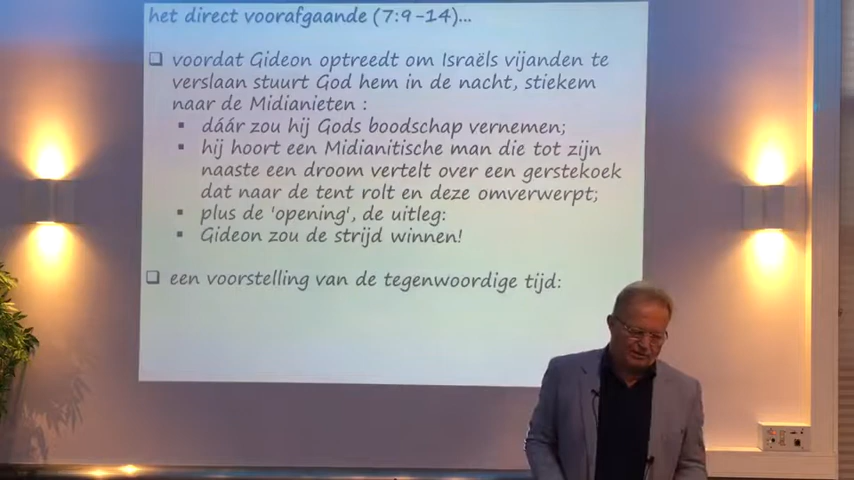 het direct voorafgaande (7:9-14)...
❑ voordat Gideon optreedt om Israëls vijanden te
verslaan stuurt God hem in de nacht, stiekem
naar de Midianieten :
▪ dáár zou hij Gods boodschap vernemen;
▪ hij hoort een Midianitische man die tot zijn
naaste een droom vertelt over een gerstekoek
dat naar de tent rolt en deze omverwerpt;
▪ plus de 'opening', de uitleg:
▪ Gideon zou de strijd winnen!
❑ een voorstelling van de tegenwoordige tijd: